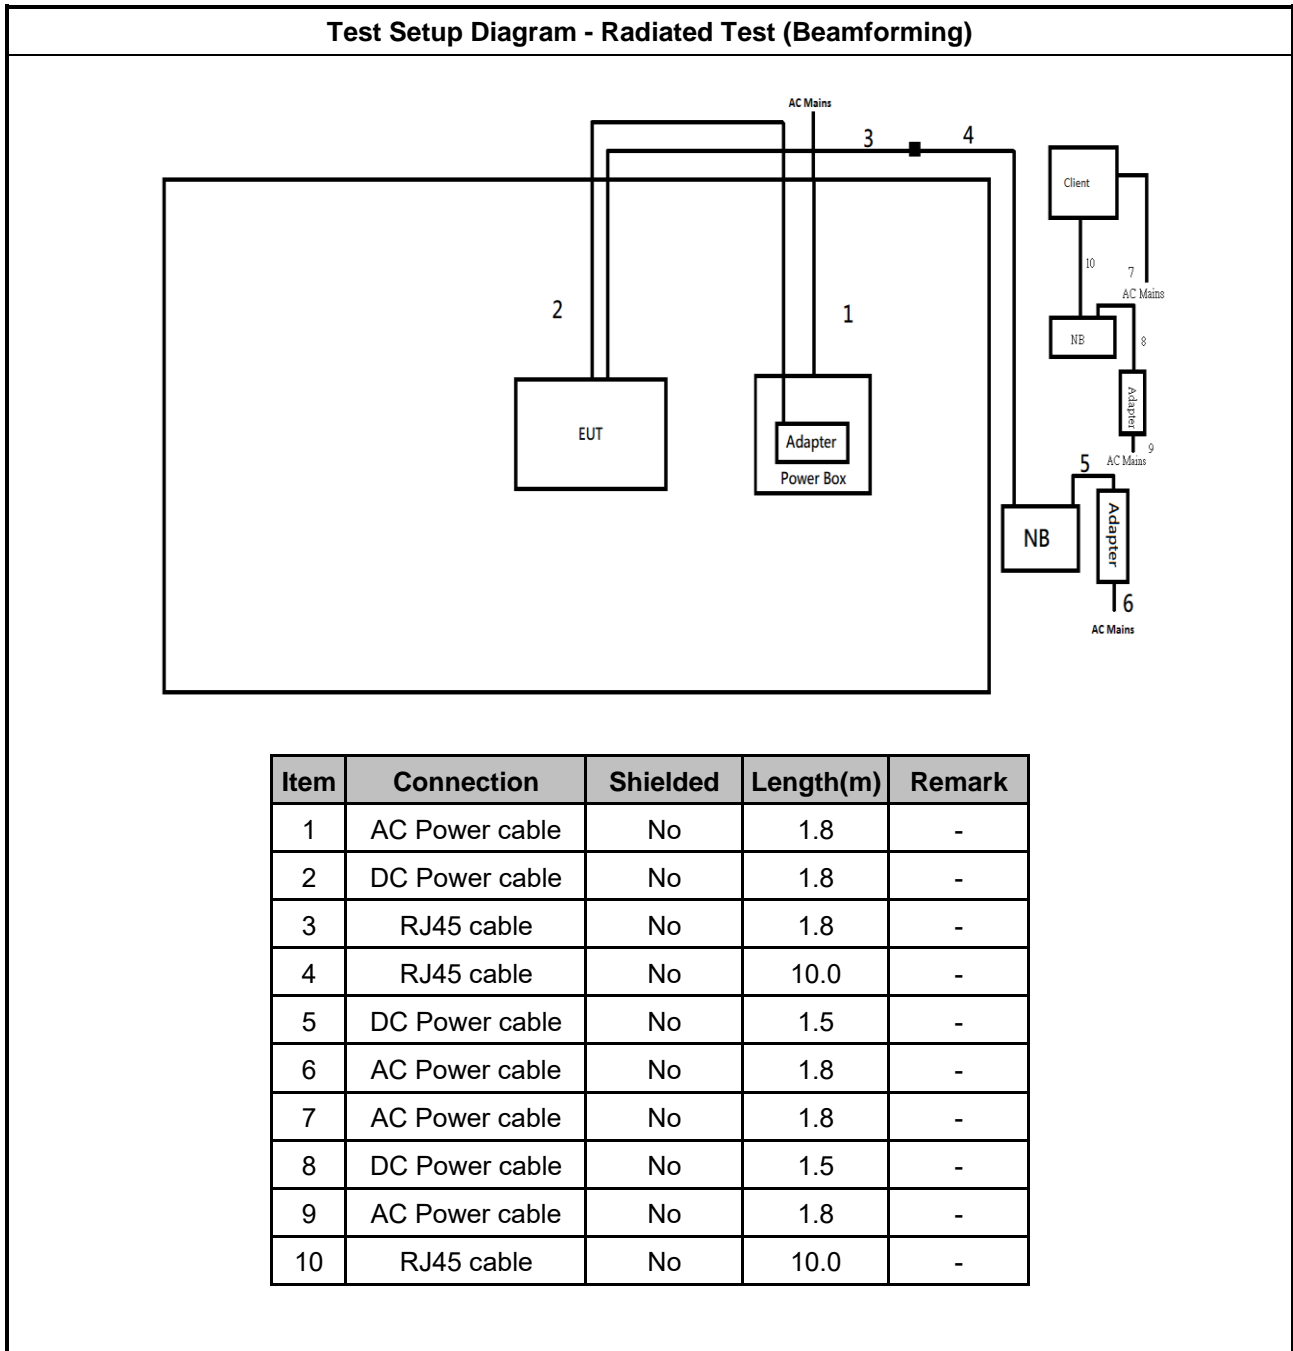 Test Setup Diagram - Radiated Test (Beamforming)
AC Mains
3
4
Client
10
7
AC Mains
2
1
NB
8
EUT
Adapter
Power Box
Adapter
9
AC Mains
5
NB
Adapter
6
AC Mains
Item Connection Shielded Length(m) Remark
1 AC Power cable No 1.8 -
2 DC Power cable No 1.8 -
3 RJ45 cable No 1.8 -
4 RJ45 cable No 10.0 -
5 DC Power cable No 1.5 -
6 AC Power cable No 1.8 -
7 AC Power cable No 1.8 -
8 DC Power cable No 1.5 -
9 AC Power cable No 1.8 -
10 RJ45 cable No 10.0 -